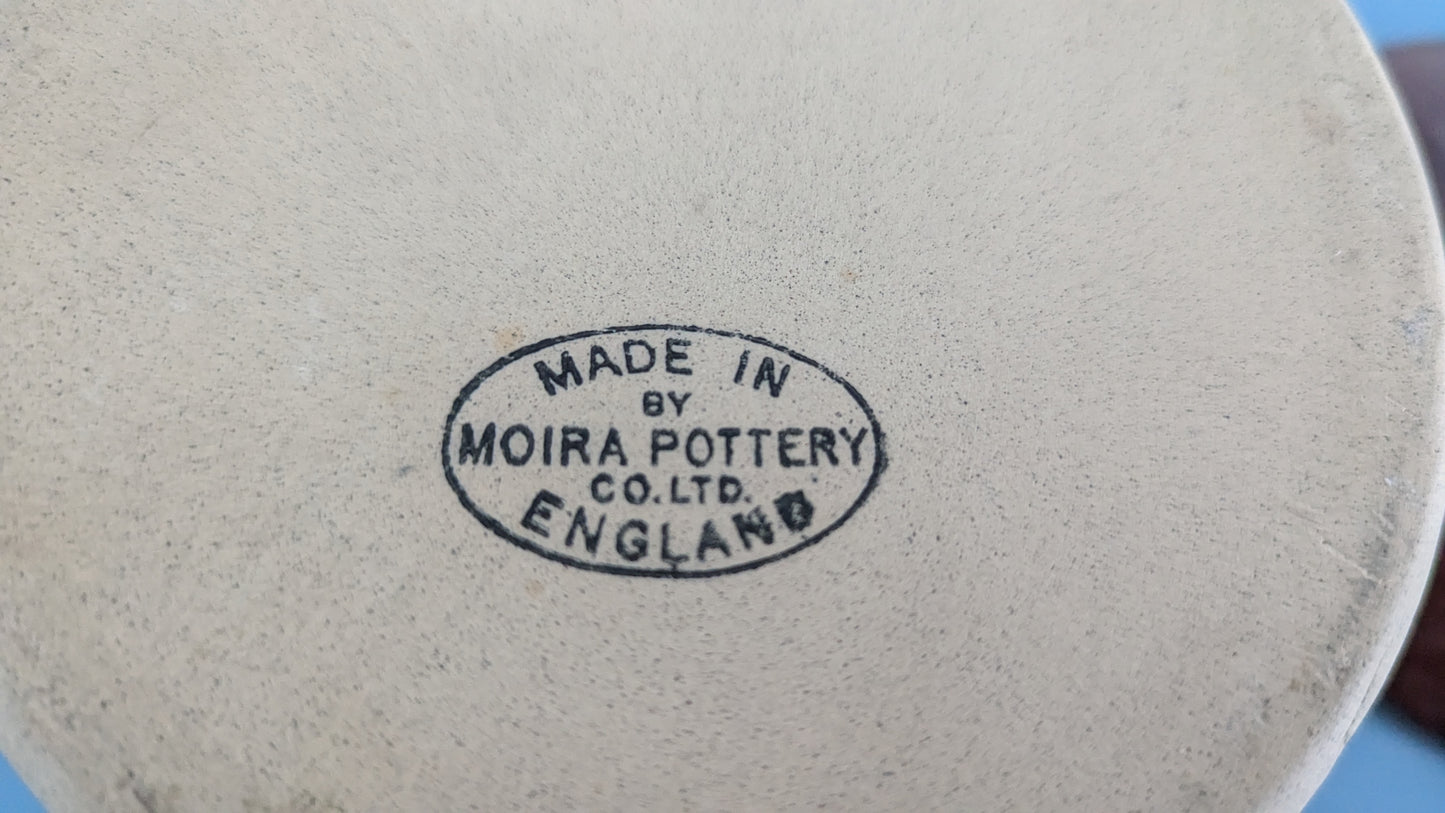 MADE IN
BY
MOIRA POTTERY
CO. LTD.
ENGLAND